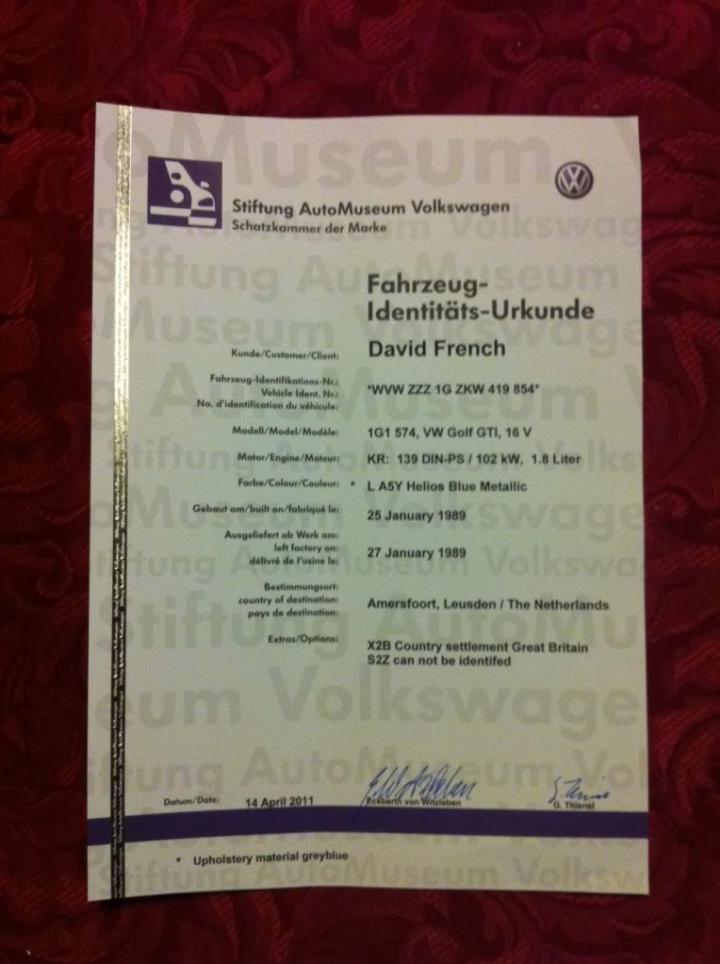 Stiftung AutoMuseum Volkswagen
Schatzkammer der Marke
Fahrzeug-
Identitäts-Urkunde
Kunde/Customer/Client: David French
Fahrzeug-Identifikations-Nr.:
Vehicle Ident. Nr.: *WVW ZZZ 1G ZKW 419 854*
No. d'identification du véhicule:
Modell/Model/Modèle: 1G1 574, VW Golf GTI, 16 V
Motor/Engine/Moteur: KR: 139 DIN-PS / 102 kW, 1.8 Liter
Farbe/Colour/Couleur: * L A5Y Helios Blue Metallic
Gebaut am/built on/fabriqué le: 25 January 1989
Ausgeliefert ab Werk am:
left factory on: 27 January 1989
délivré de l'usine le:
Bestimmungsort:
country of destination: Amersfoort, Leusden / The Netherlands
pays de destination:
Extras/Options: X2B Country settlement Great Britain
S2Z can not be identifed
Datum/Date: 14 April 2011 Eckberth von Witzleben G. Thienel
* Upholstery material greyblue